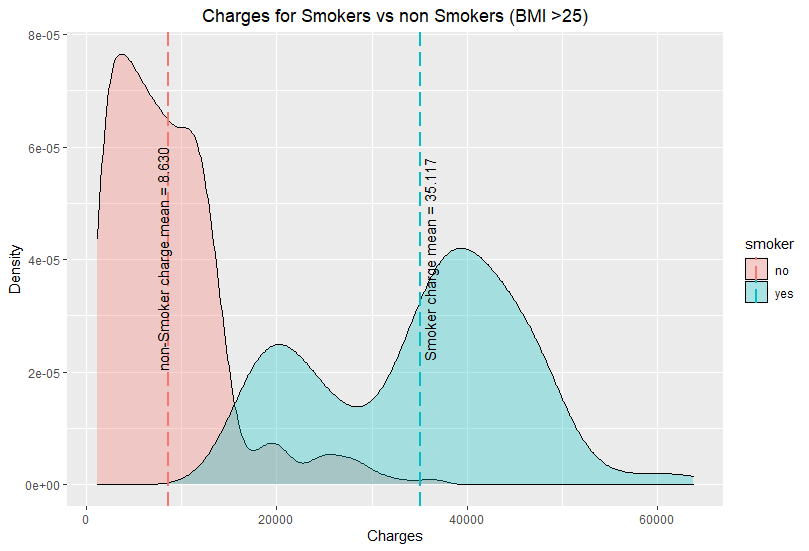 Charges for Smokers vs non Smokers (BMI >25)
8e-05
6e-05
4e-05
2e-05
0e+00
Density
non-Smoker charge mean = 8.630
Smoker charge mean = 35.117
0
20000
40000
60000
Charges
smoker
no
yes